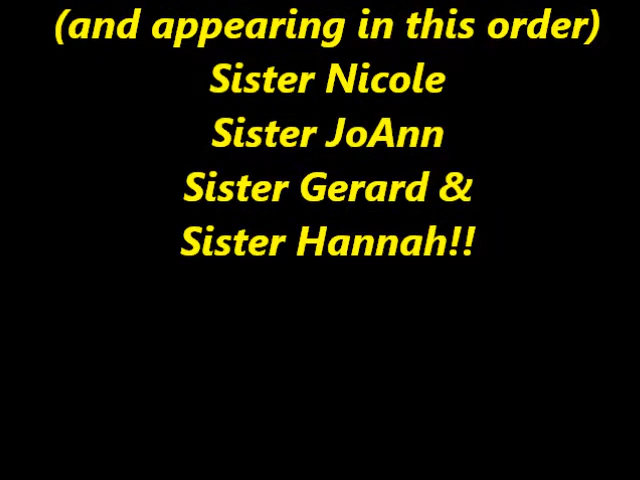 (and appearing in this order)
Sister Nicole
Sister JoAnn
Sister Gerard &
Sister Hannah!!